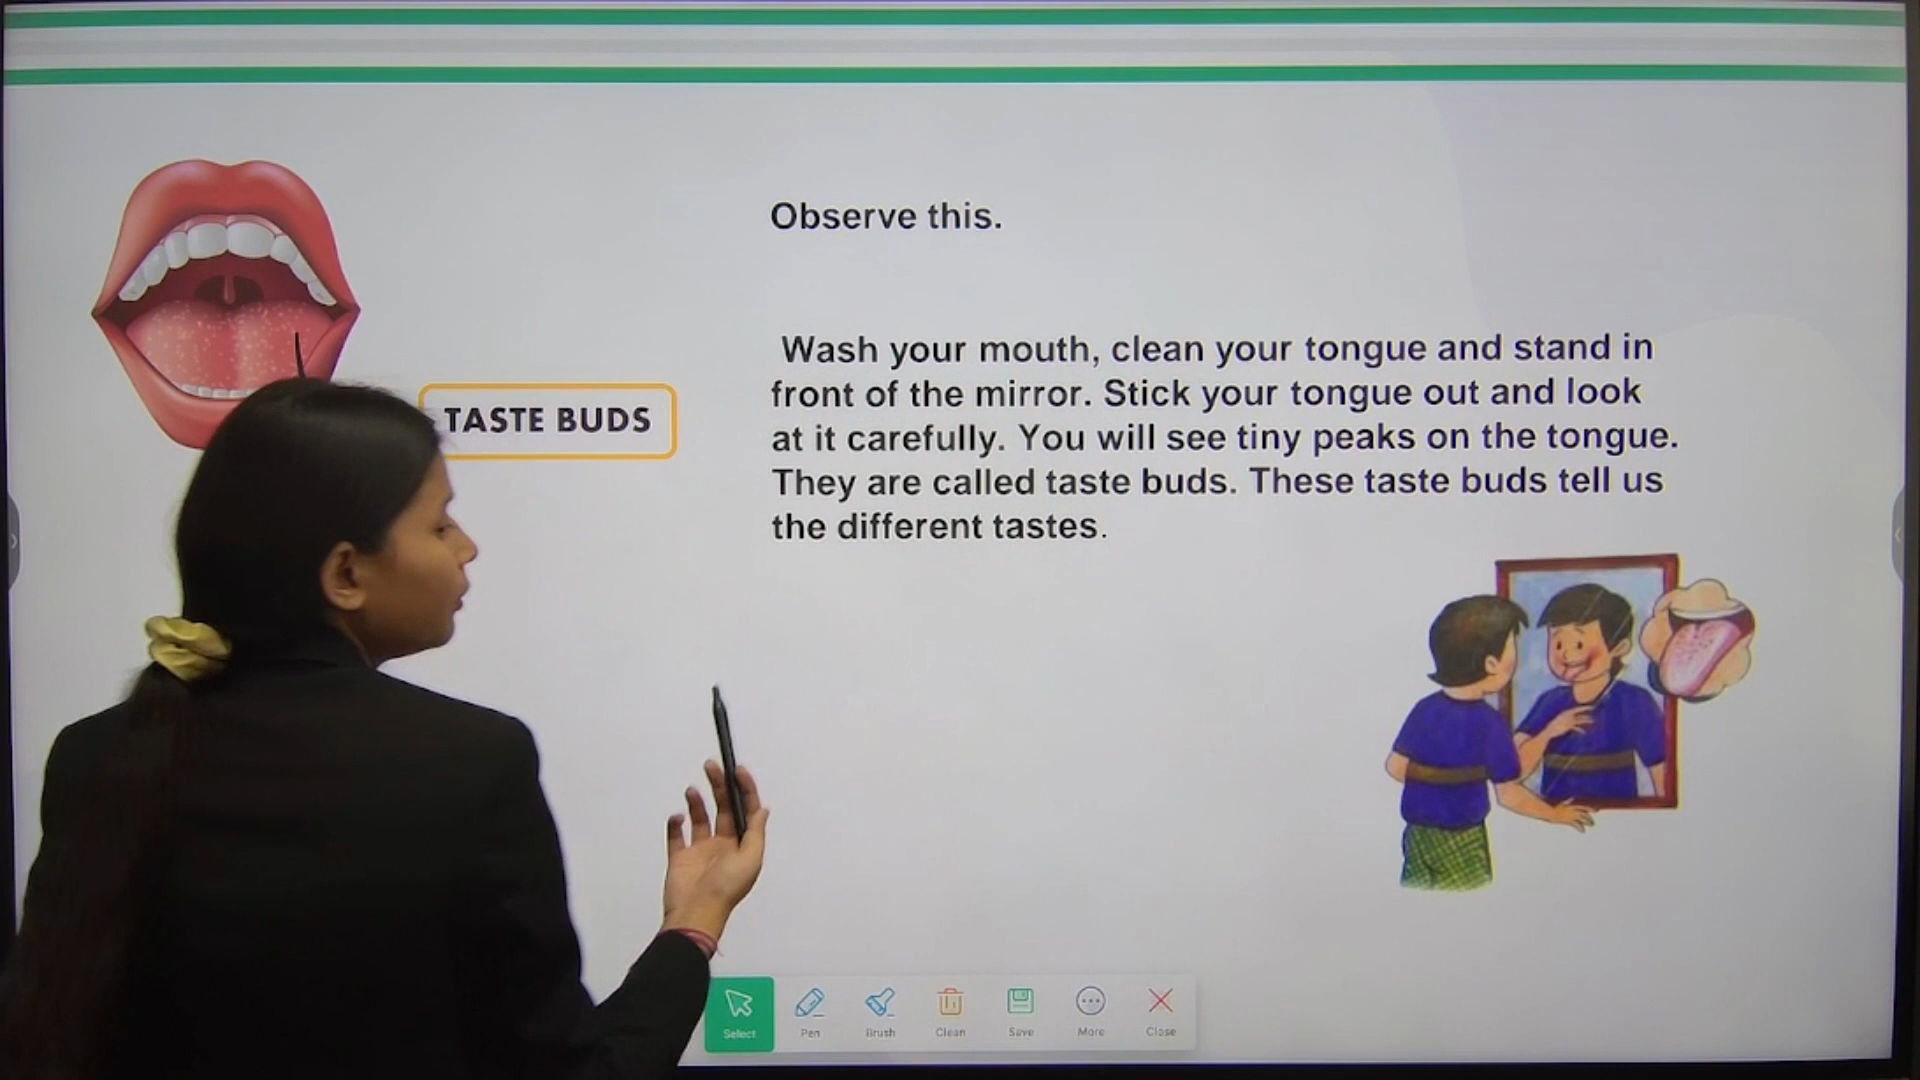 Observe this.
TASTE BUDS
Wash your mouth, clean your tongue and stand in
front of the mirror. Stick your tongue out and look
at it carefully. You will see tiny peaks on the tongue.
They are called taste buds. These taste buds tell us
the different tastes.
Select Pen Brush Clean Save More Close